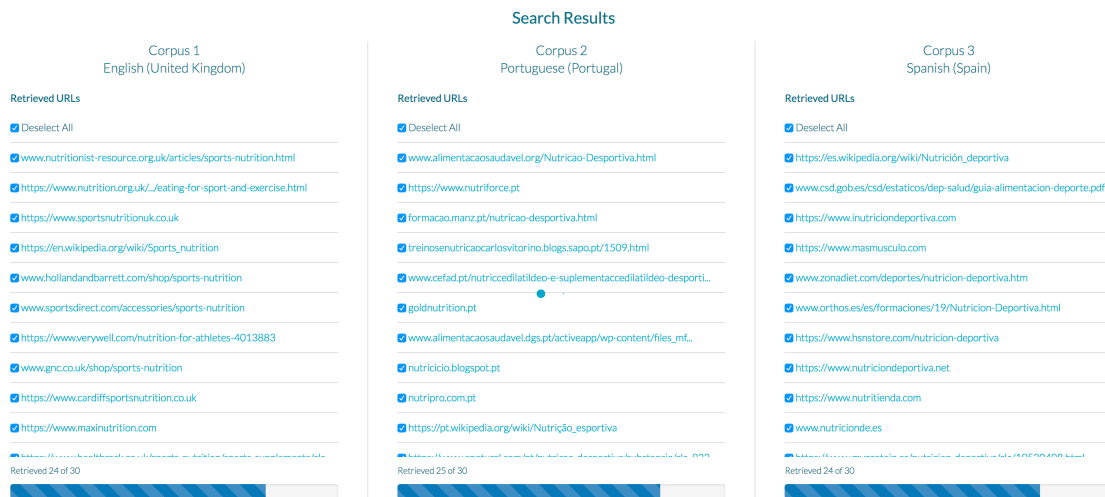 Search Results
Corpus 1
English (United Kingdom)
Retrieved URLs
Deselect All
www.nutritionist-resource.org.uk/articles/sports-nutrition.html
https://www.nutrition.org.uk/.../eating-for-sport-and-exercise.html
https://www.sportsnutritionuk.co.uk
https://en.wikipedia.org/wiki/Sports_nutrition
www.hollandandbarrett.com/shop/sports-nutrition
www.sportsdirect.com/accessories/sports-nutrition
https://www.verywell.com/nutrition-for-athletes-4013883
www.gnc.co.uk/shop/sports-nutrition
https://www.cardiffsportsnutrition.co.uk
https://www.maxinutrition.com
Retrieved 24 of 30
Corpus 2
Portuguese (Portugal)
Retrieved URLs
Deselect All
www.alimentacaosaudavel.org/Nutricao-Desportiva.html
https://www.nutriforce.pt
formacao.manz.pt/nutricao-desportiva.html
treinosenutricaocarlosvitorino.blogs.sapo.pt/1509.html
www.cefad.pt/nutriccedilatildeo-e-suplementaccedilatildeo-desporti...
goldnutrition.pt
www.alimentacaosaudavel.dgs.pt/activeapp/wp-content/files_mf...
nutricicio.blogspot.pt
nutripro.com.pt
https://pt.wikipedia.org/wiki/Nutrição_esportiva
Retrieved 25 of 30
Corpus 3
Spanish (Spain)
Retrieved URLs
Deselect All
https://es.wikipedia.org/wiki/Nutrición_deportiva
www.csd.gob.es/csd/estaticos/dep-salud/guia-alimentacion-deporte.pdf
https://www.inutriciondeportiva.com
https://www.masmusculo.com
www.zonadiet.com/deportes/nutricion-deportiva.htm
www.orthos.es/es/formaciones/19/Nutricion-Deportiva.html
https://www.hsnstore.com/nutricion-deportiva
https://www.nutriciondeportiva.net
https://www.nutritienda.com
www.nutricionde.es
Retrieved 24 of 30